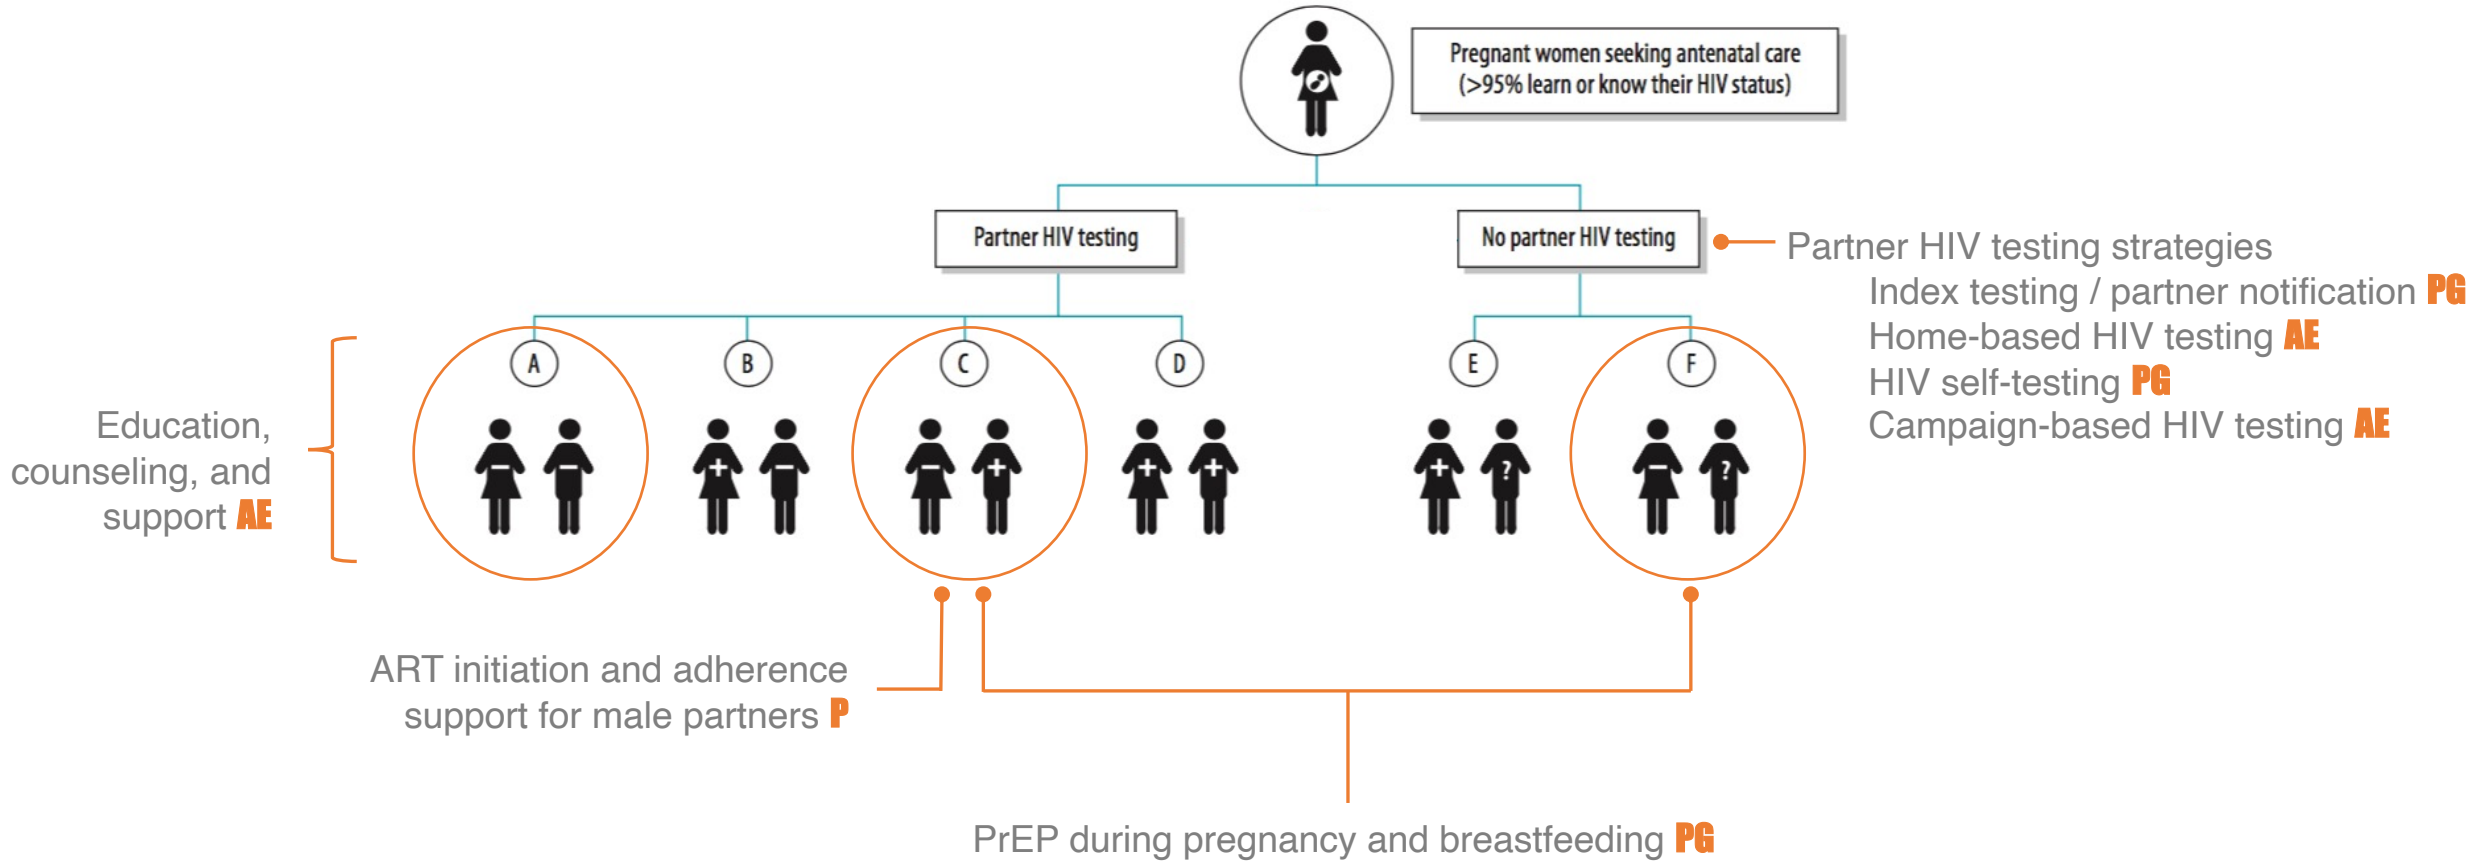 Pregnant women seeking antenatal care
(>95% learn or know their HIV status)
Partner HIV testing
No partner HIV testing
Partner HIV testing strategies
Index testing / partner notification PG
Home-based HIV testing AE
HIV self-testing PG
Campaign-based HIV testing AE
A
B
C
D
E
F
Education,
counseling, and
support AE
- -
+ -
- +
+ +
+ ?
- ?
ART initiation and adherence
support for male partners P
PrEP during pregnancy and breastfeeding PG